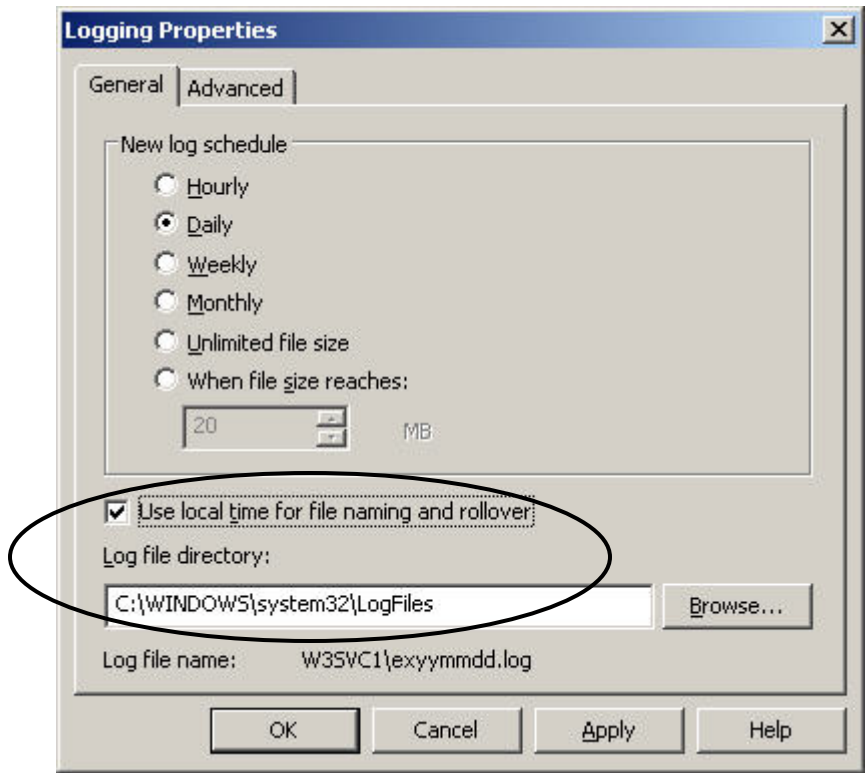 Logging Properties
General Advanced
New log schedule
Hourly
Daily
Weekly
Monthly
Unlimited file size
When file size reaches:
20 MB
Use local time for file naming and rollover
Log file directory:
C:\WINDOWS\system32\LogFiles Browse...
Log file name: W3SVC1\exyymmdd.log
OK Cancel Apply Help